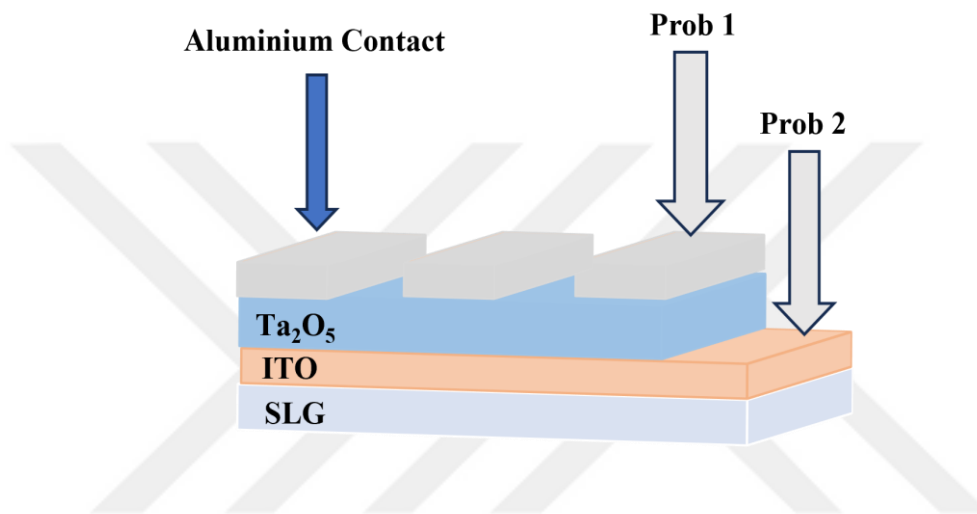 Aluminium Contact
Prob 1
Prob 2
Ta₂O₅
ITO
SLG